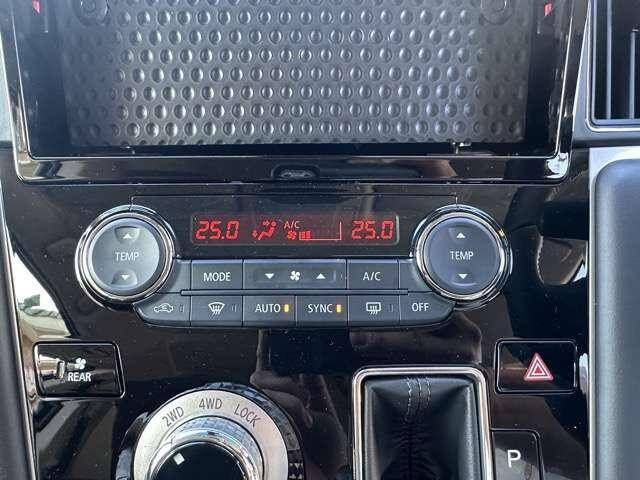 25.0 A/C 25.0
TEMP TEMP
MODE A/C
AUTO SYNC OFF
REAR
2WD 4WD LOCK
P